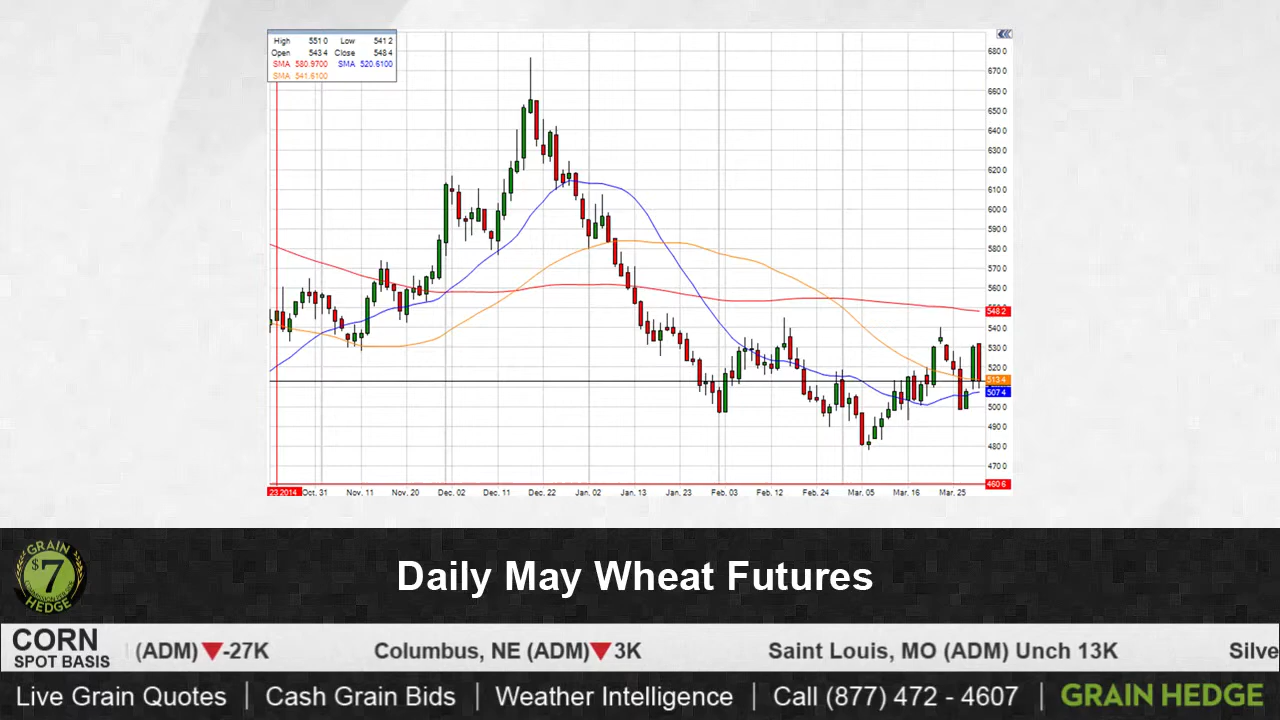 High 551 0 Low 541 2
Open 543 4 Close 548 4
SMA 580.9700 SMA 520.6100
SMA 541.6100
680 0
670 0
660 0
650 0
640 0
630 0
620 0
610 0
600 0
590 0
580 0
570 0
560 0
550 0
548 2
540 0
530 0
520 0
513 4
507 4
500 0
490 0
480 0
470 0
460 6
23 2014 Oct. 31 Nov. 11 Nov. 20 Dec. 02 Dec. 11 Dec. 22 Jan. 02 Jan. 13 Jan. 23 Feb. 03 Feb. 12 Feb. 24 Mar. 05 Mar. 16 Mar. 25
GRAIN
$7
HEDGE
Daily May Wheat Futures
CORN
SPOT BASIS
(ADM) ▼-27K Columbus, NE (ADM)▼3K Saint Louis, MO (ADM) Unch 13K Silve
Live Grain Quotes | Cash Grain Bids | Weather Intelligence | Call (877) 472 - 4607 | GRAIN HEDGE